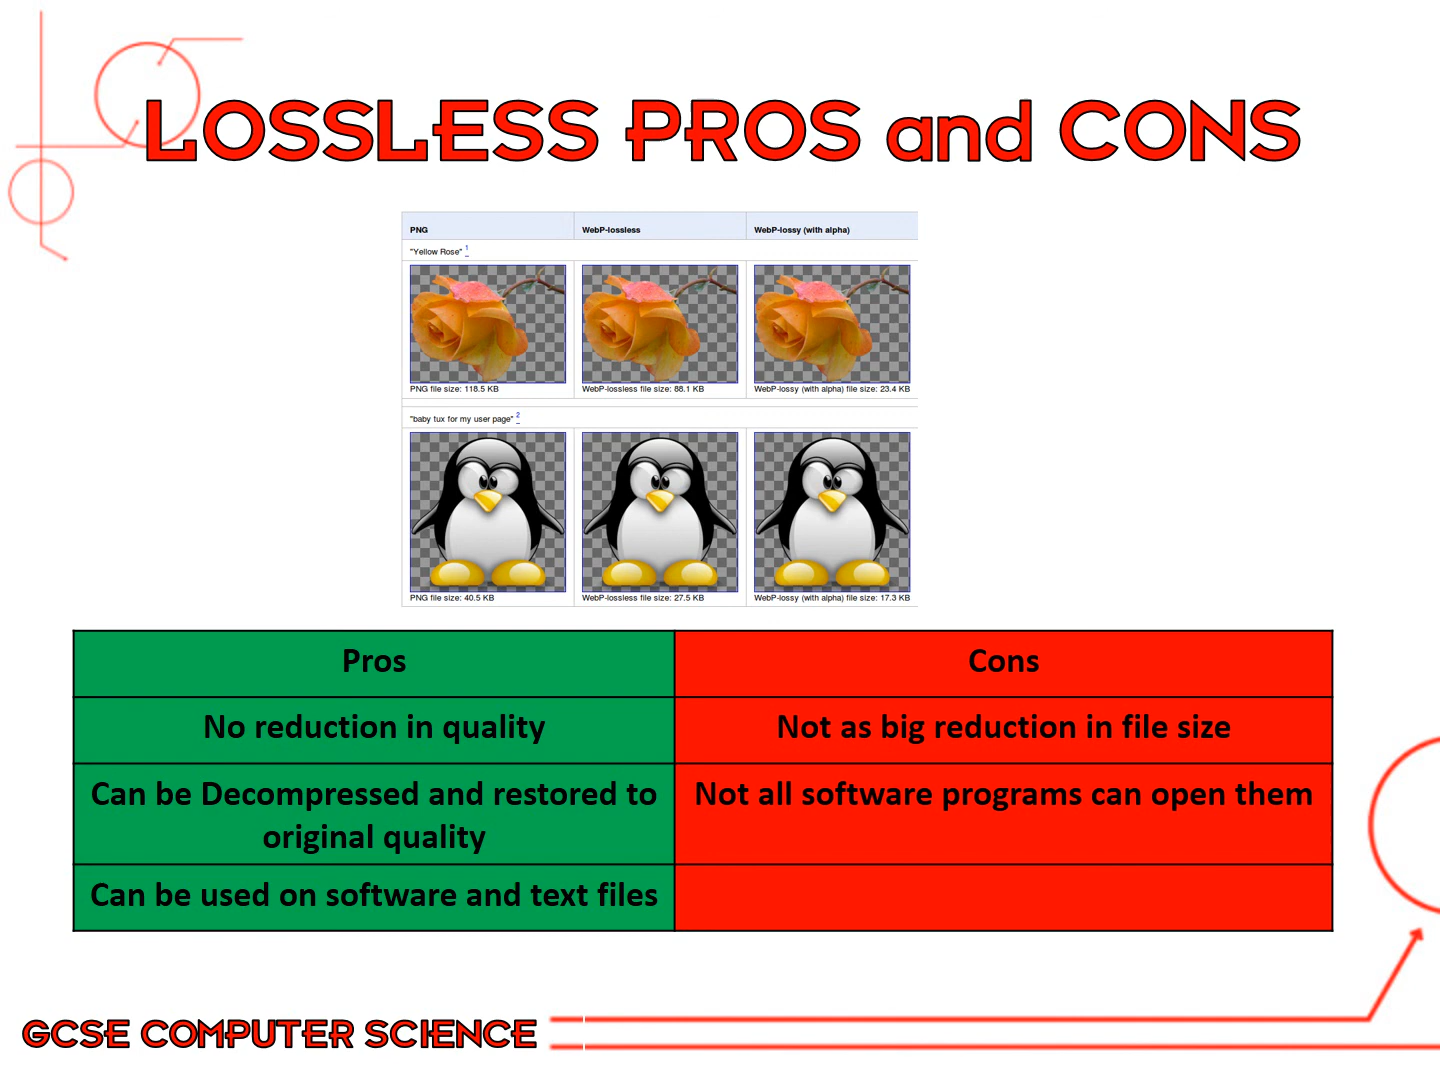 LOSSLESS PROS and CONS
PNG WebP-lossless WebP-lossy (with alpha)
"Yellow Rose" 1
PNG file size: 118.5 KB WebP-lossless file size: 88.1 KB WebP-lossy (with alpha) file size: 23.4 KB
"baby tux for my user page" 2
PNG file size: 40.5 KB WebP-lossless file size: 27.5 KB WebP-lossy (with alpha) file size: 17.3 KB
Pros Cons
No reduction in quality Not as big reduction in file size
Can be Decompressed and restored to Not all software programs can open them
original quality
Can be used on software and text files
GCSE COMPUTER SCIENCE